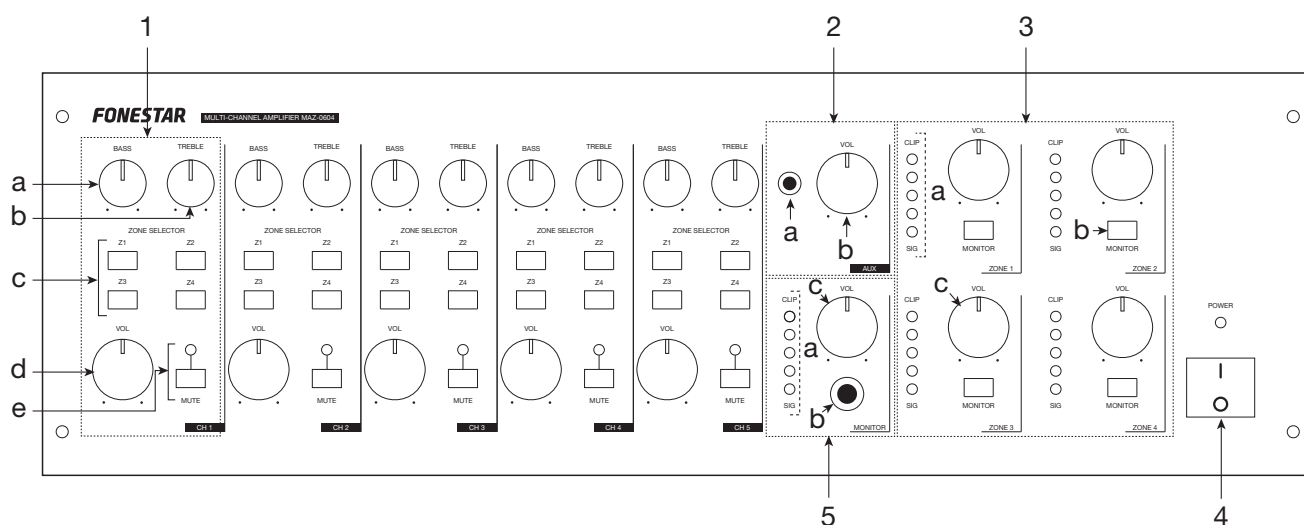 1 2 3
FONESTAR MULTI-CHANNEL AMPLIFIER MAZ-0604
BASS TREBLE BASS TREBLE BASS TREBLE BASS TREBLE BASS TREBLE
VOL CLIP VOL CLIP VOL
a a a
b b b
ZONE SELECTOR ZONE SELECTOR ZONE SELECTOR ZONE SELECTOR ZONE SELECTOR
Z1 Z2 Z1 Z2 Z1 Z2 Z1 Z2 Z1 Z2
SIG MONITOR SIG MONITOR
c AUX ZONE 1 ZONE 2
Z3 Z4 Z3 Z4 Z3 Z4 Z3 Z4 Z3 Z4
c c
CLIP VOL CLIP VOL CLIP VOL
POWER
VOL VOL VOL VOL VOL
a
d
e
MUTE MUTE MUTE MUTE MUTE
SIG b SIG MONITOR SIG MONITOR
CH 1 CH 2 CH 3 CH 4 CH 5 MONITOR ZONE 3 ZONE 4
5 4